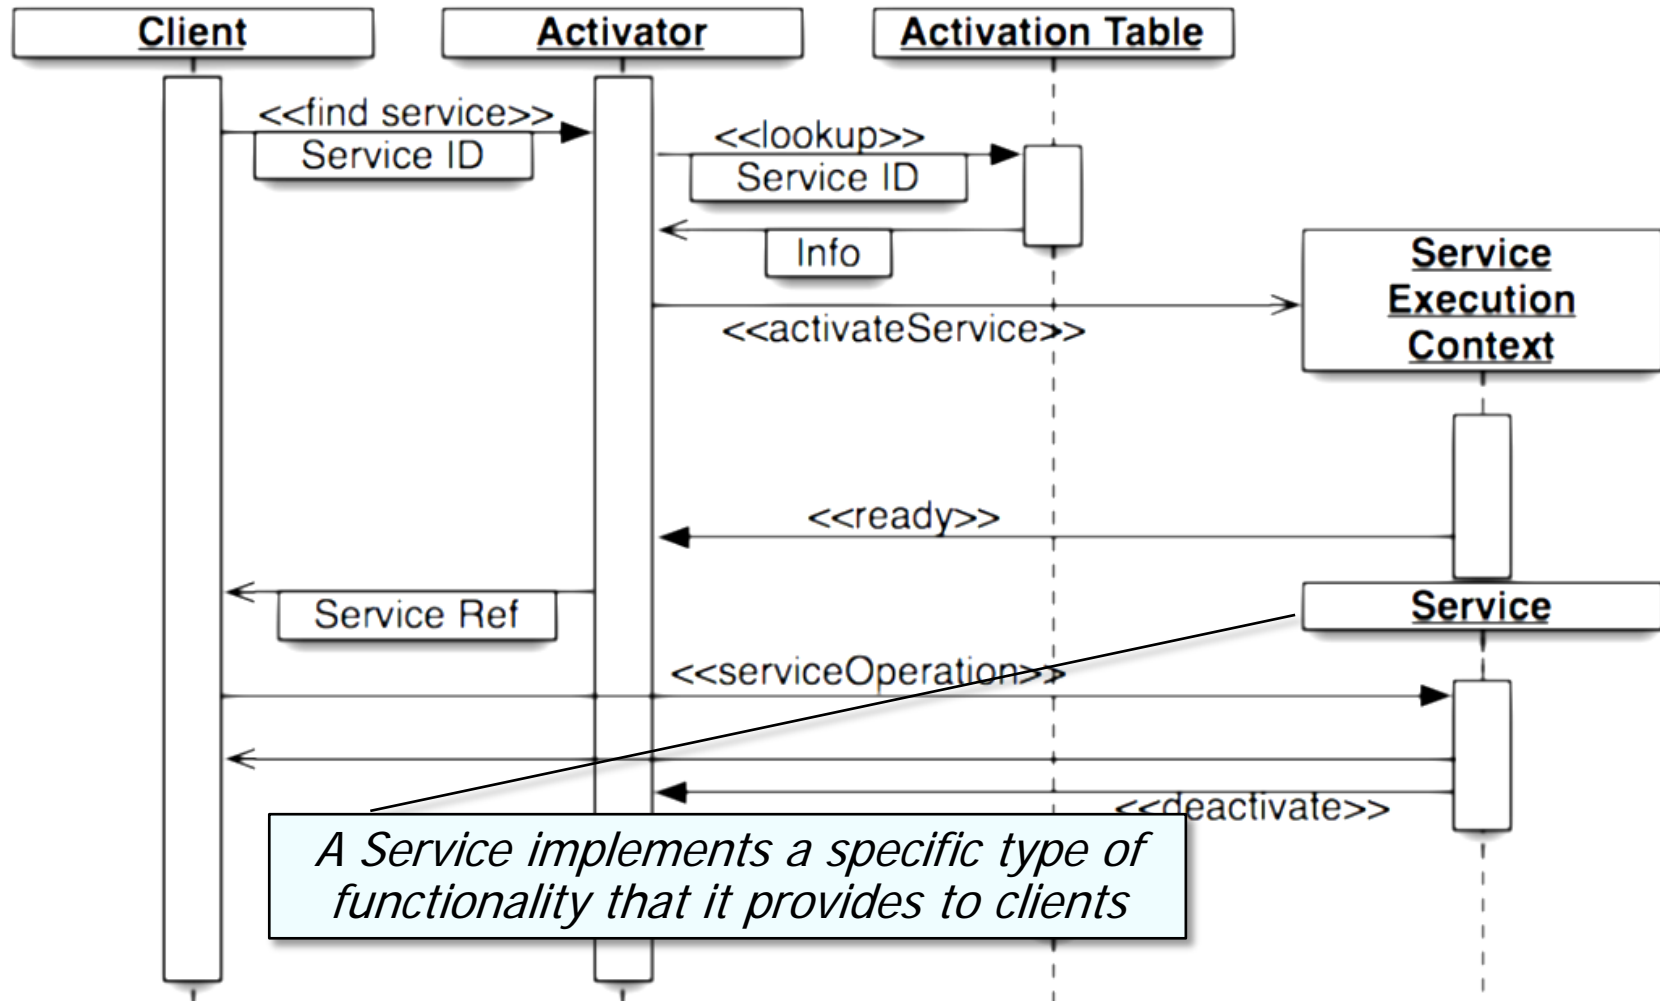 Client
Activator
Activation Table
<<find service>>
Service ID
<<lookup>>
Service ID
Info
Service
Execution
Context
<<activateService>>
<<ready>>
Service Ref
Service
<<serviceOperation>>
<<deactivate>>
A Service implements a specific type of
functionality that it provides to clients